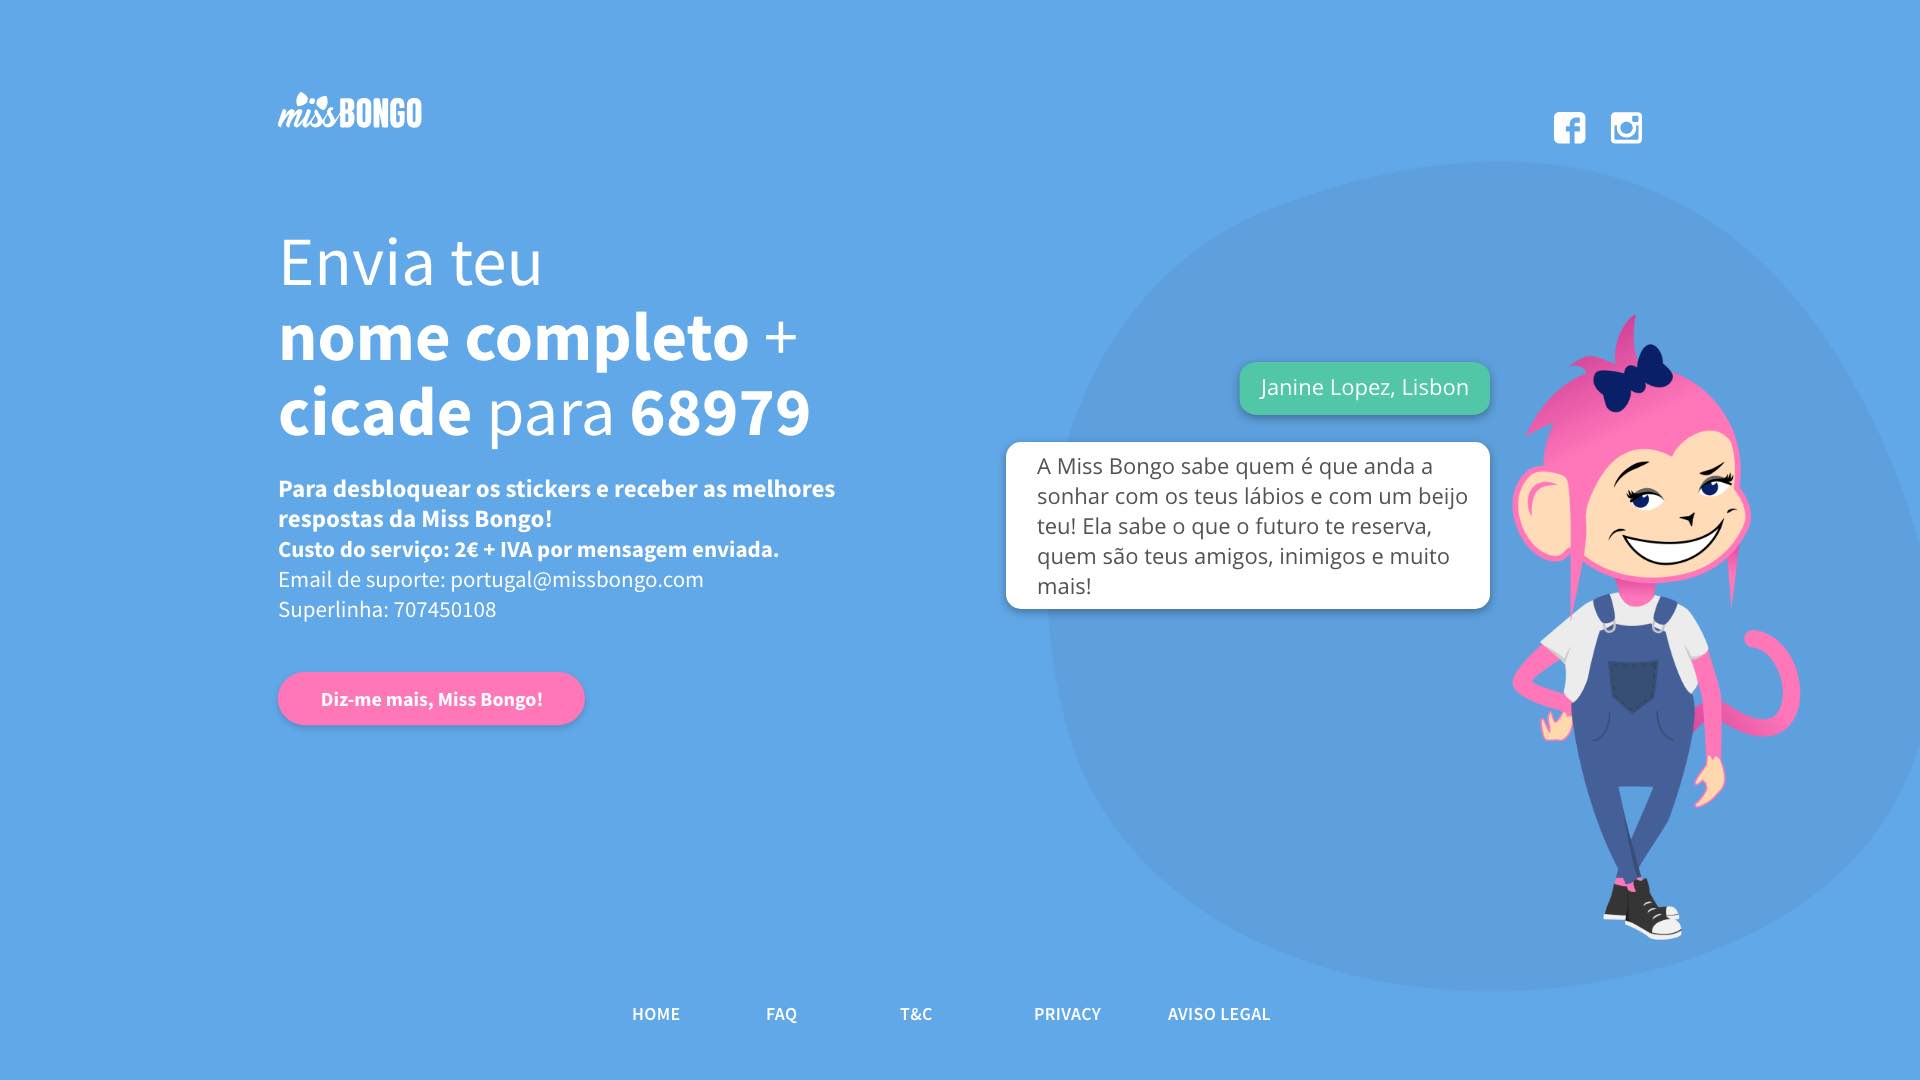 miss BONGO
Envia teu
nome completo +
cicade para 68979
Para desbloquear os stickers e receber as melhores
respostas da Miss Bongo!
Custo do serviço: 2€ + IVA por mensagem enviada.
Email de suporte: portugal@missbongo.com
Superlinha: 707450108
Diz-me mais, Miss Bongo!
Janine Lopez, Lisbon
A Miss Bongo sabe quem é que anda a
sonhar com os teus lábios e com um beijo
teu! Ela sabe o que o futuro te reserva,
quem são teus amigos, inimigos e muito
mais!
HOME FAQ T&C PRIVACY AVISO LEGAL